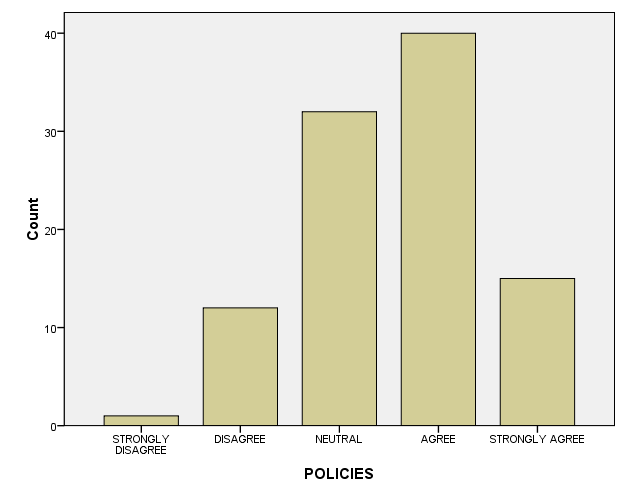 40
30
20
10
0
Count
STRONGLY
DISAGREE
DISAGREE
NEUTRAL
AGREE
STRONGLY AGREE
POLICIES